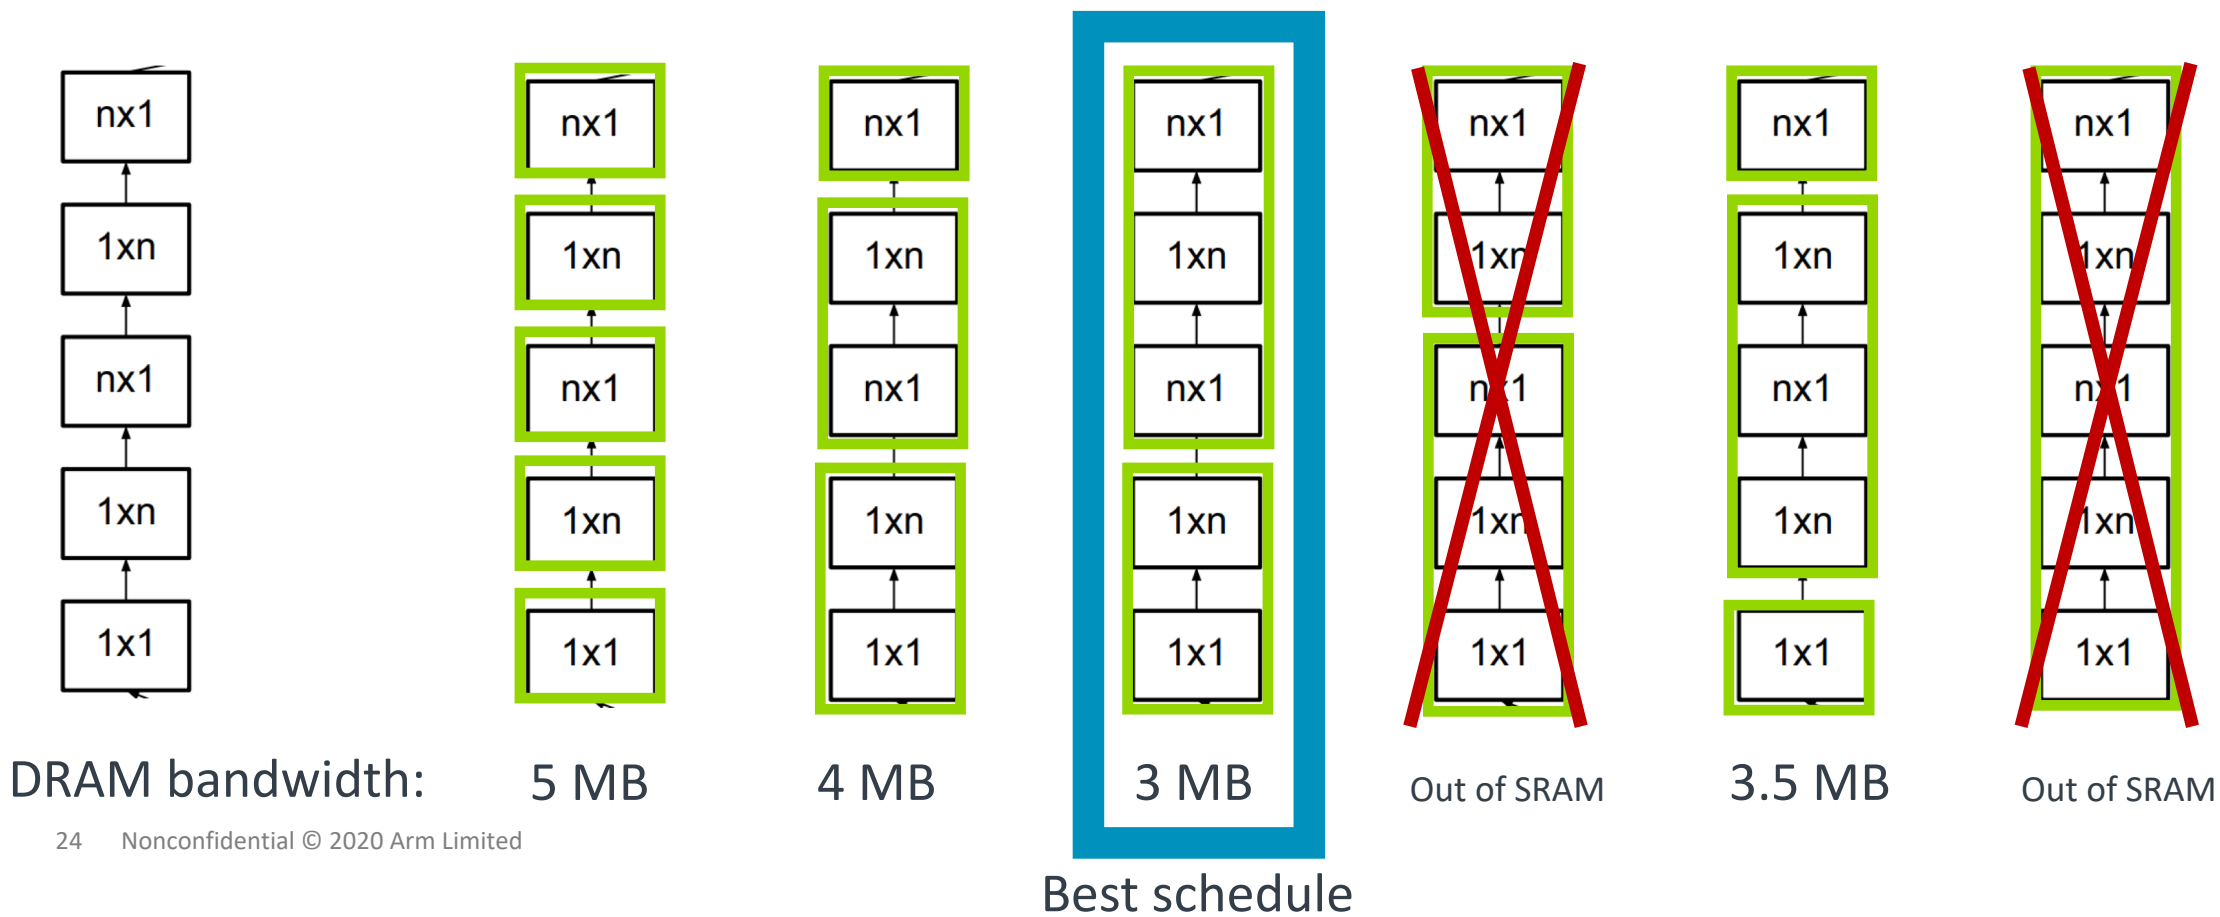 nx1
1xn
nx1
1xn
1x1
nx1
1xn
nx1
1xn
1x1
nx1
1xn
nx1
1xn
1x1
nx1
1xn
nx1
1xn
1x1
nx1
1xn
nx1
1xn
1x1
nx1
1xn
nx1
1xn
1x1
nx1
1xn
nx1
1xn
1x1
DRAM bandwidth:
5 MB
4 MB
3 MB
Out of SRAM
3.5 MB
Out of SRAM
24 Nonconfidential © 2020 Arm Limited
Best schedule